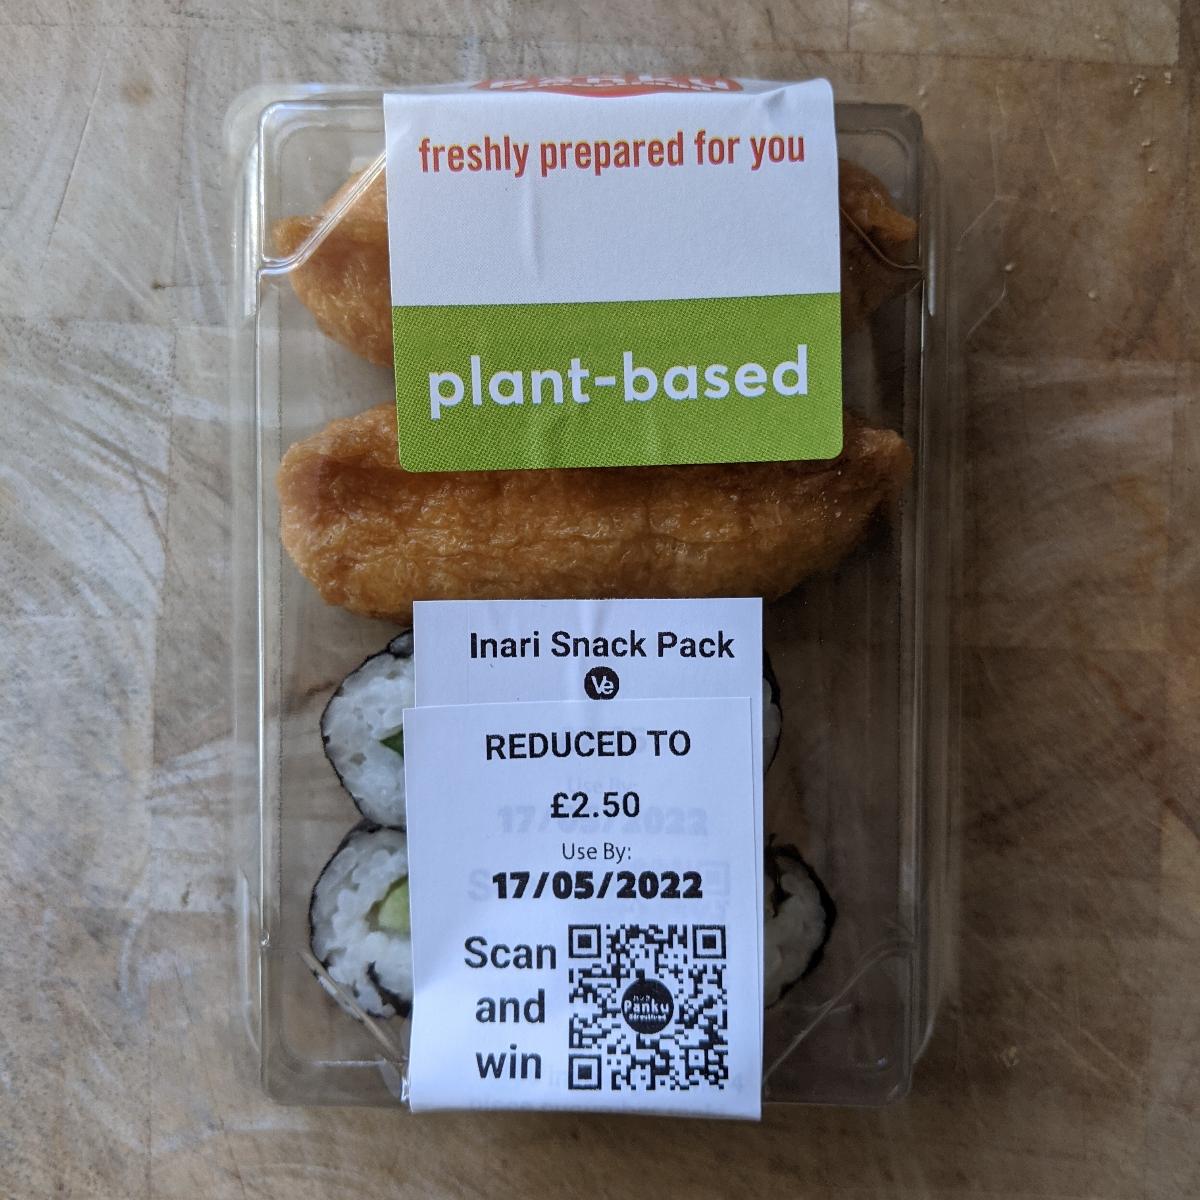 Panku
freshly prepared for you
plant-based
Inari Snack Pack
Ve
REDUCED TO
£2.50
Use By:
17/05/2022
Scan
and
win
Panku